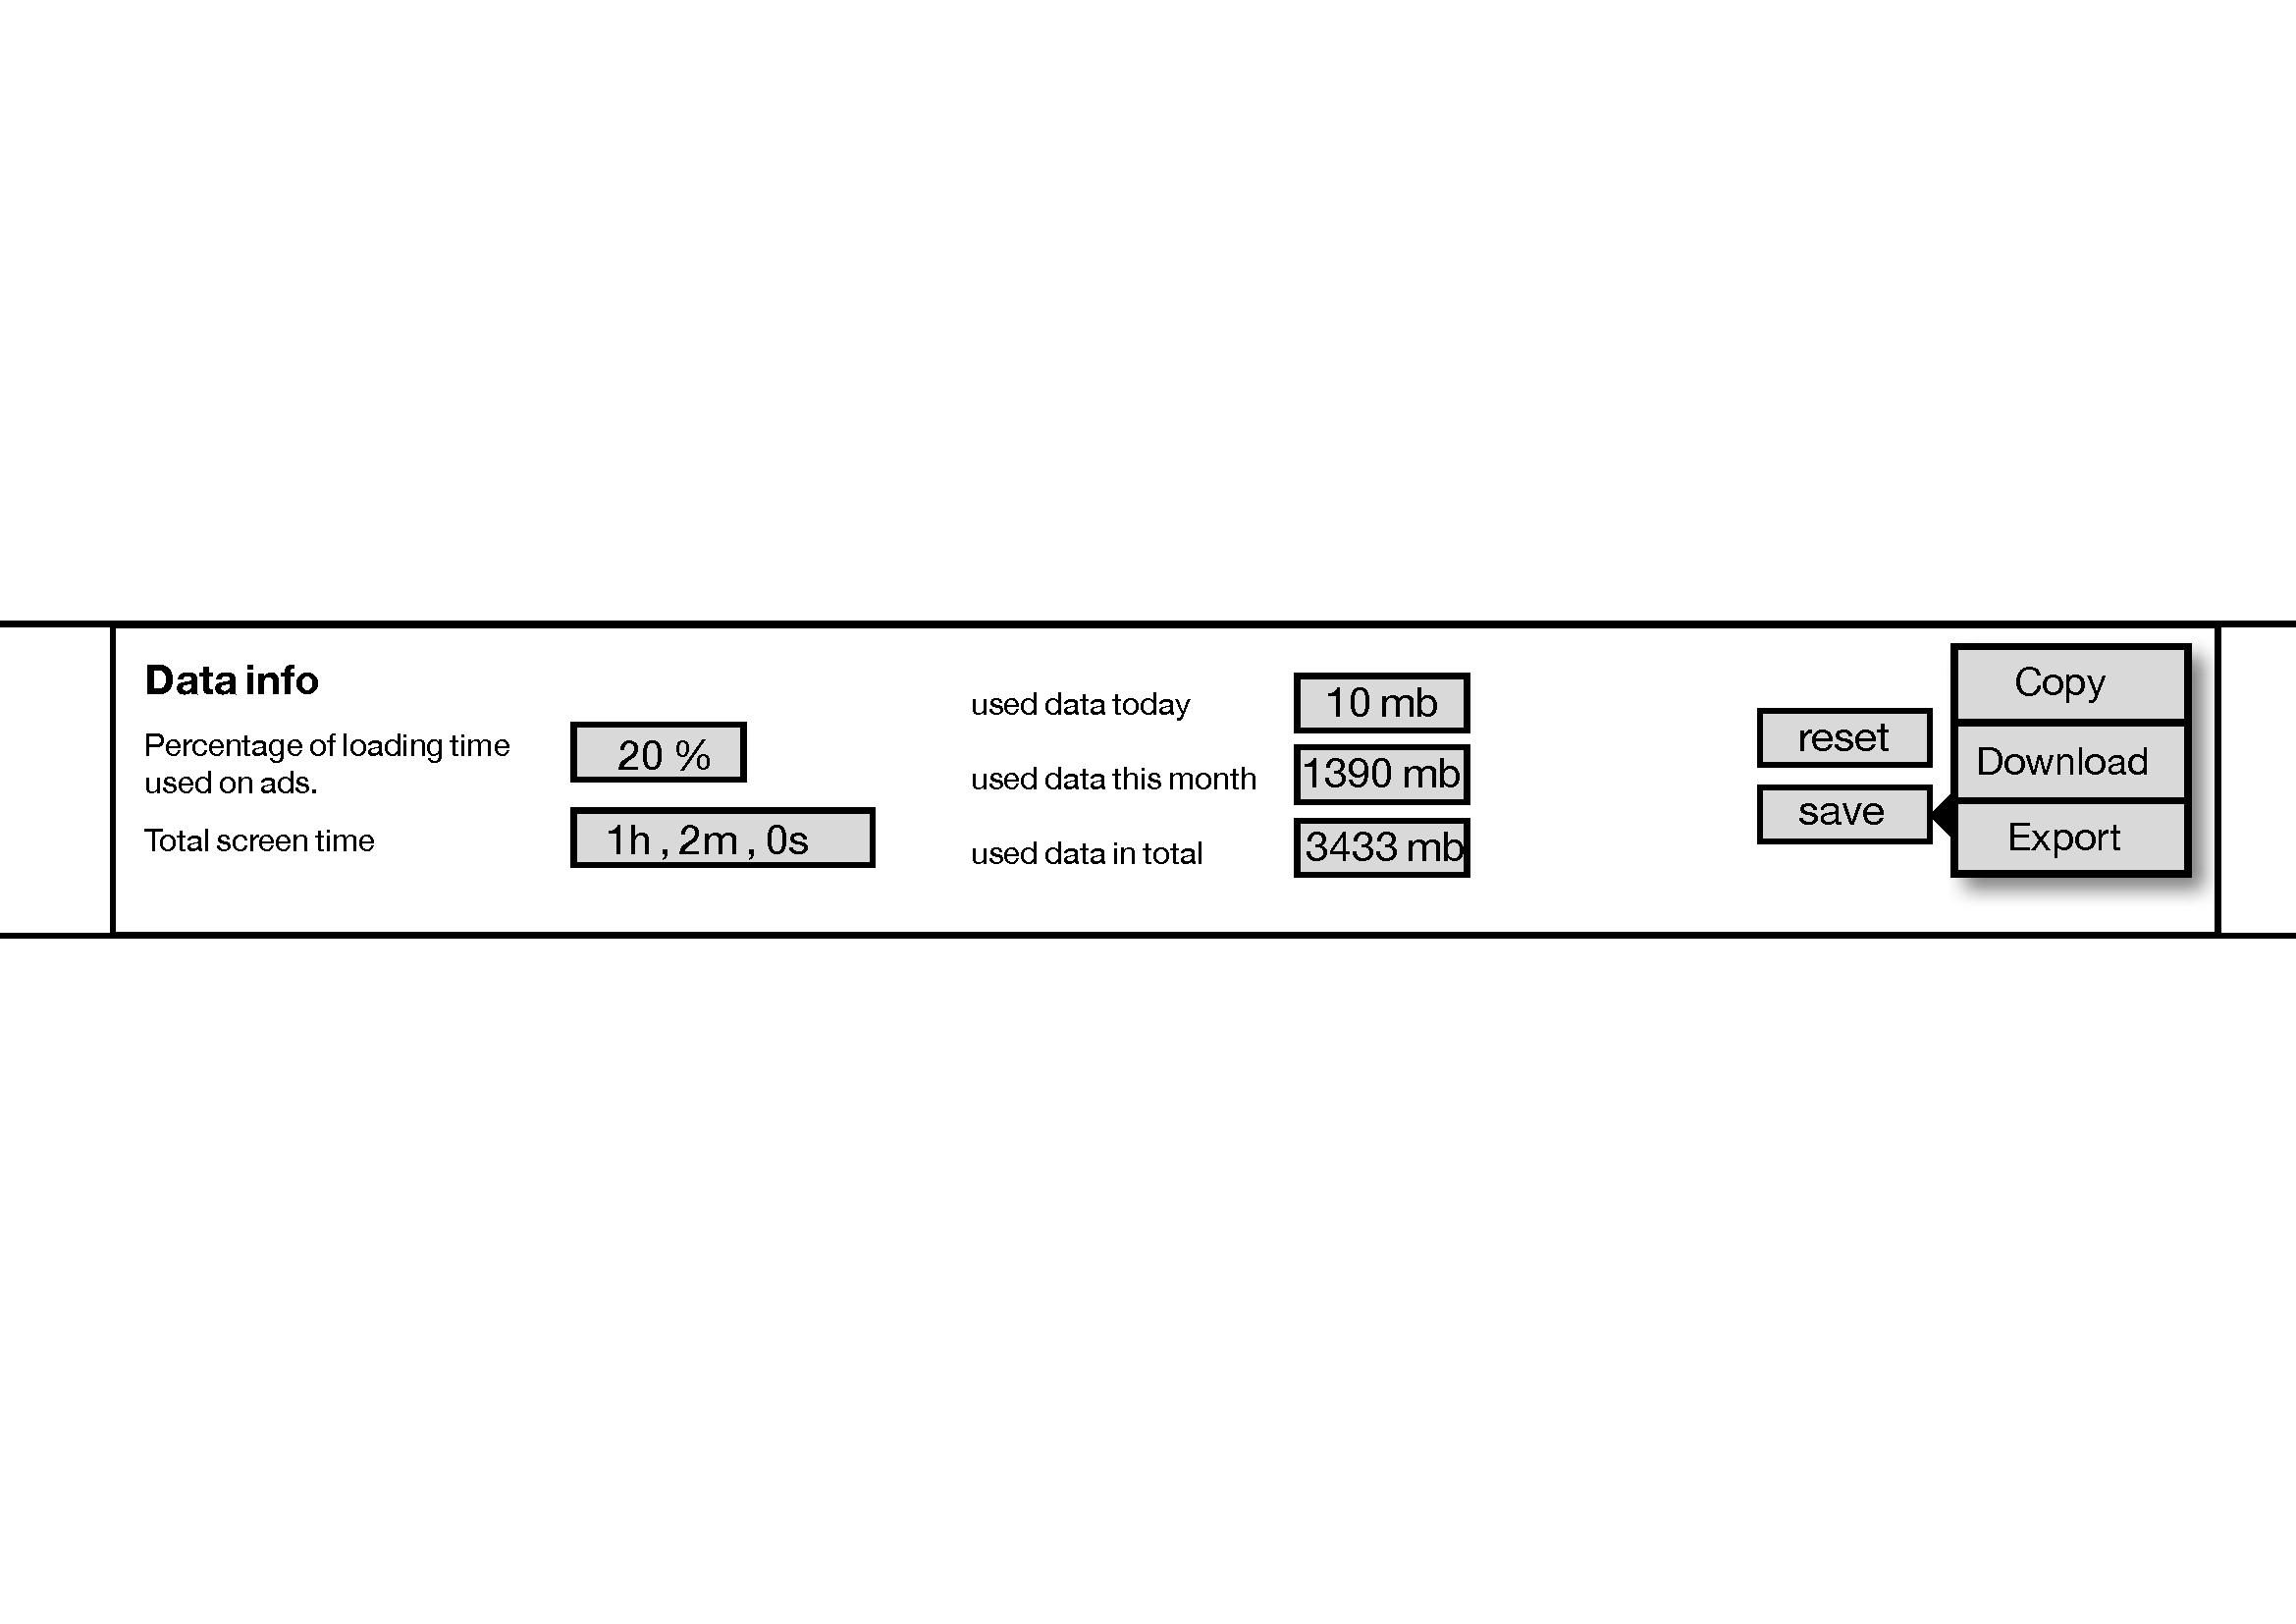 Data info
Percentage of loading time
used on ads.
20 %
Total screen time
1h , 2m , 0s
used data today
10 mb
used data this month
1390 mb
used data in total
3433 mb
reset
save
Copy
Download
Export